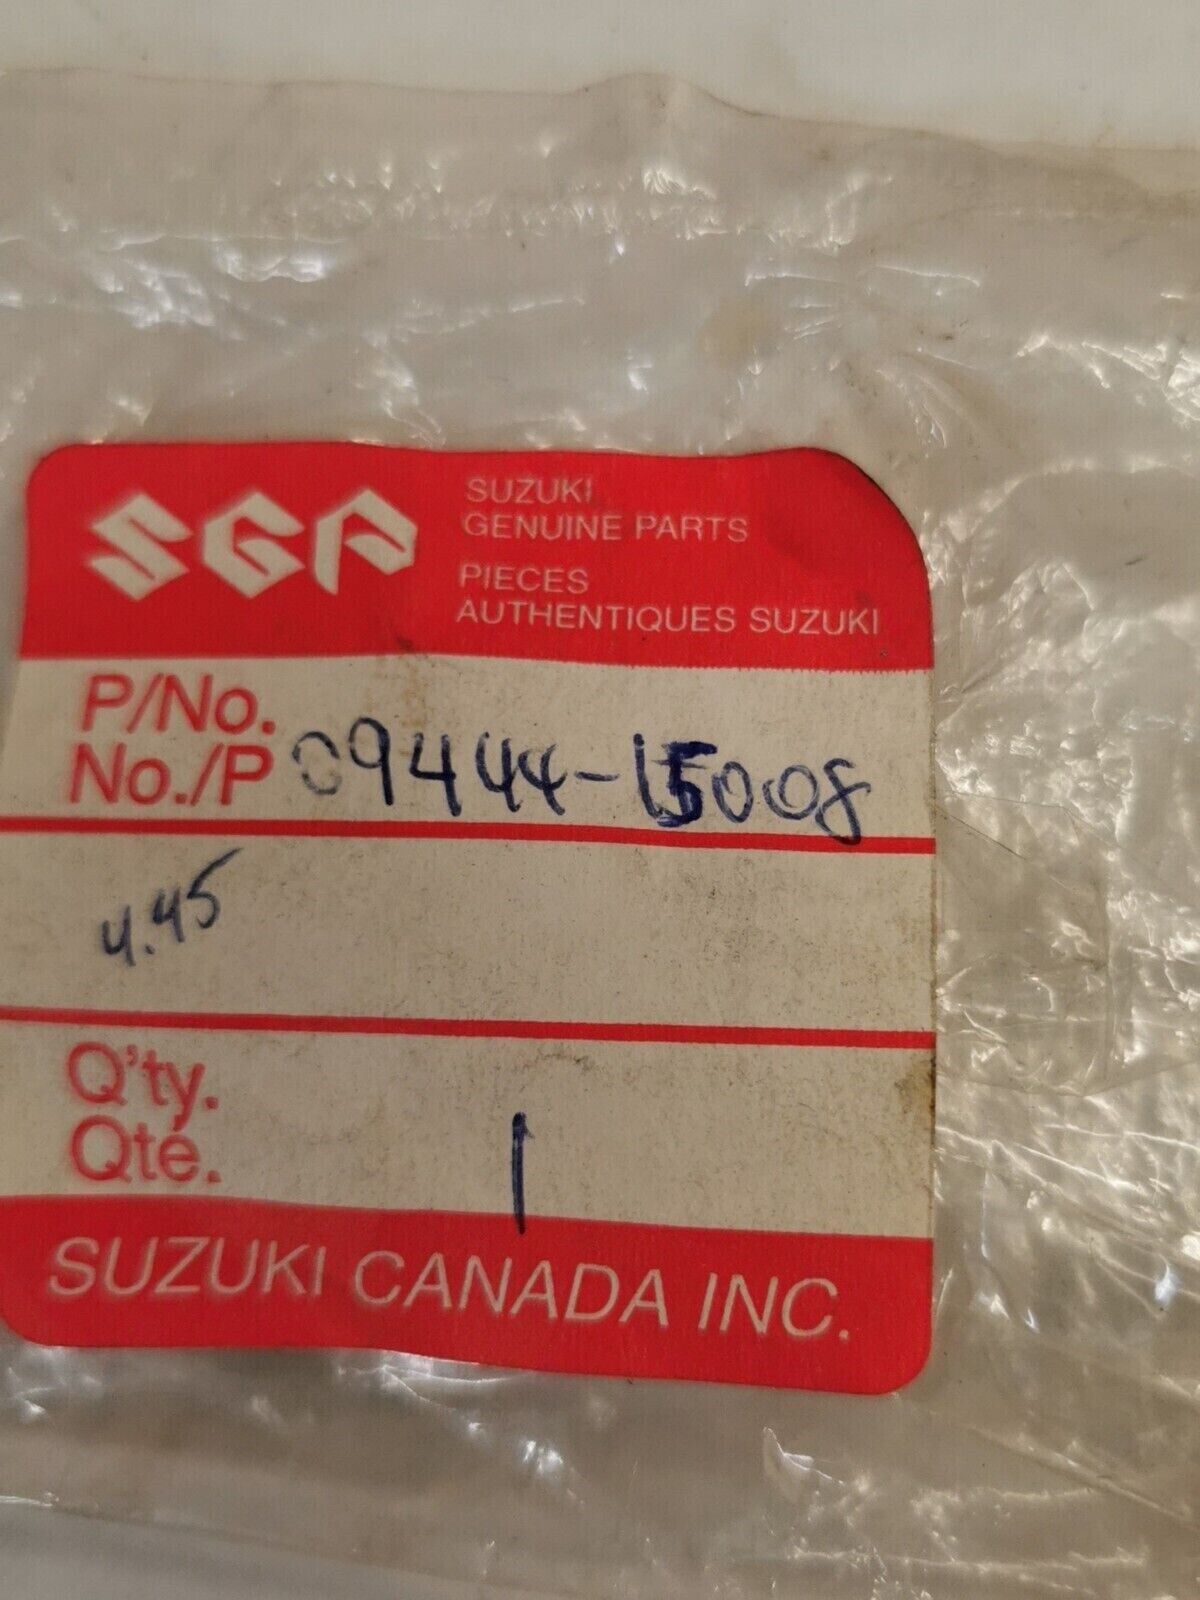 SGP
SUZUKI
GENUINE PARTS
PIECES
AUTHENTIQUES SUZUKI
P/No.
No./P 09444-15008
4.45
Q'ty.
Qte. 1
SUZUKI CANADA INC.